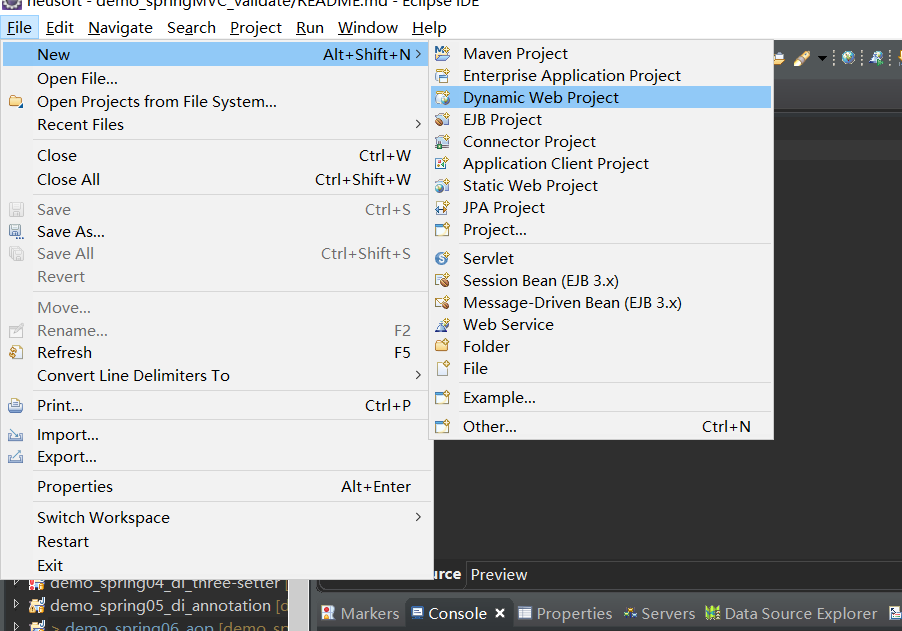 neusoft - demo_springMVC_validate/README.md - Eclipse IDE
File Edit Navigate Search Project Run Window Help
New Alt+Shift+N
Open File...
Open Projects from File System...
Recent Files
Close Ctrl+W
Close All Ctrl+Shift+W
Save Ctrl+S
Save As...
Save All Ctrl+Shift+S
Revert
Move...
Rename... F2
Refresh F5
Convert Line Delimiters To
Print... Ctrl+P
Import...
Export...
Properties Alt+Enter
Switch Workspace
Restart
Exit
Maven Project
Enterprise Application Project
Dynamic Web Project
EJB Project
Connector Project
Application Client Project
Static Web Project
JPA Project
Project...
Servlet
Session Bean (EJB 3.x)
Message-Driven Bean (EJB 3.x)
Web Service
Folder
File
Example...
Other... Ctrl+N
demo_spring04_di_three-setter [
demo_spring05_di_annotation [d
> demo_spring06_aop [demo_sp
urce Preview
Markers Console Properties Servers Data Source Explorer